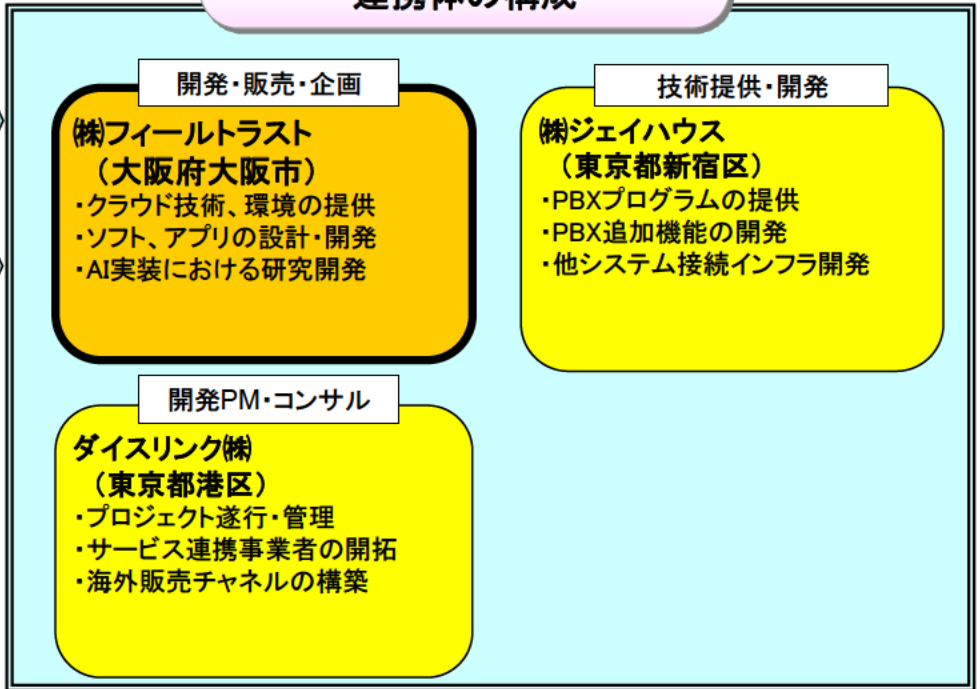 連携体の構成
開発・販売・企画
㈱フィールトラスト
（大阪府大阪市）
・クラウド技術、環境の提供
・ソフト、アプリの設計・開発
・AI実装における研究開発
技術提供・開発
㈱ジェイハウス
（東京都新宿区）
・PBXプログラムの提供
・PBX追加機能の開発
・他システム接続インフラ開発
開発PM・コンサル
ダイスリンク㈱
（東京都港区）
・プロジェクト遂行・管理
・サービス連携事業者の開拓
・海外販売チャネルの構築